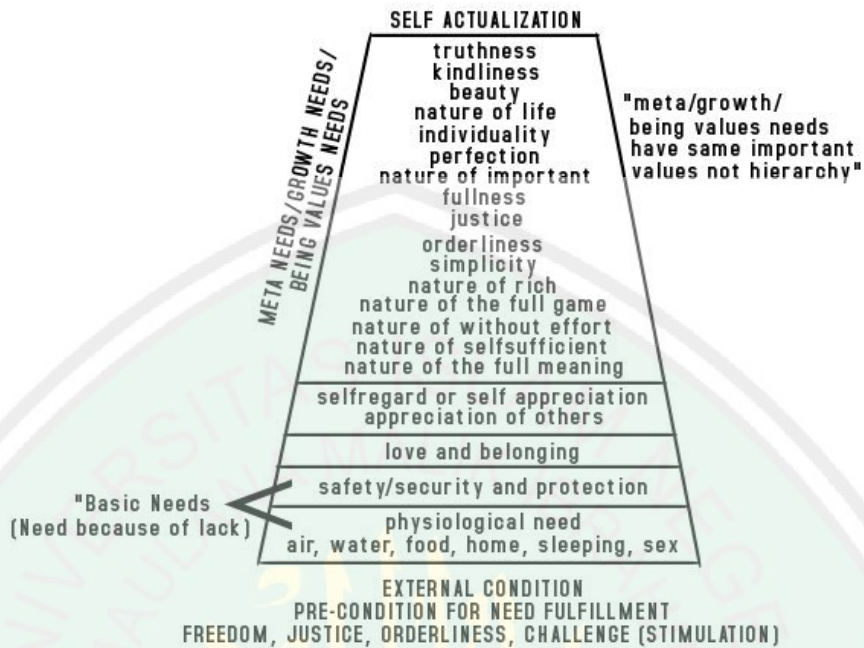 SELF ACTUALIZATION
truthness
kindliness
beauty
nature of life
individuality
perfection
nature of important
fullness
justice
orderliness
simplicity
nature of rich
nature of the full game
nature of without effort
nature of selfsufficient
nature of the full meaning
META NEEDS/GROWTH NEEDS/
BEING VALUES NEEDS
"meta/growth/
being values needs
have same important
values not hierarchy"
selfregard or self appreciation
appreciation of others
love and belonging
safety/security and protection
"Basic Needs
(Need because of lack)
physiological need
air, water, food, home, sleeping, sex
EXTERNAL CONDITION
PRE-CONDITION FOR NEED FULFILLMENT
FREEDOM, JUSTICE, ORDERLINESS, CHALLENGE (STIMULATION)